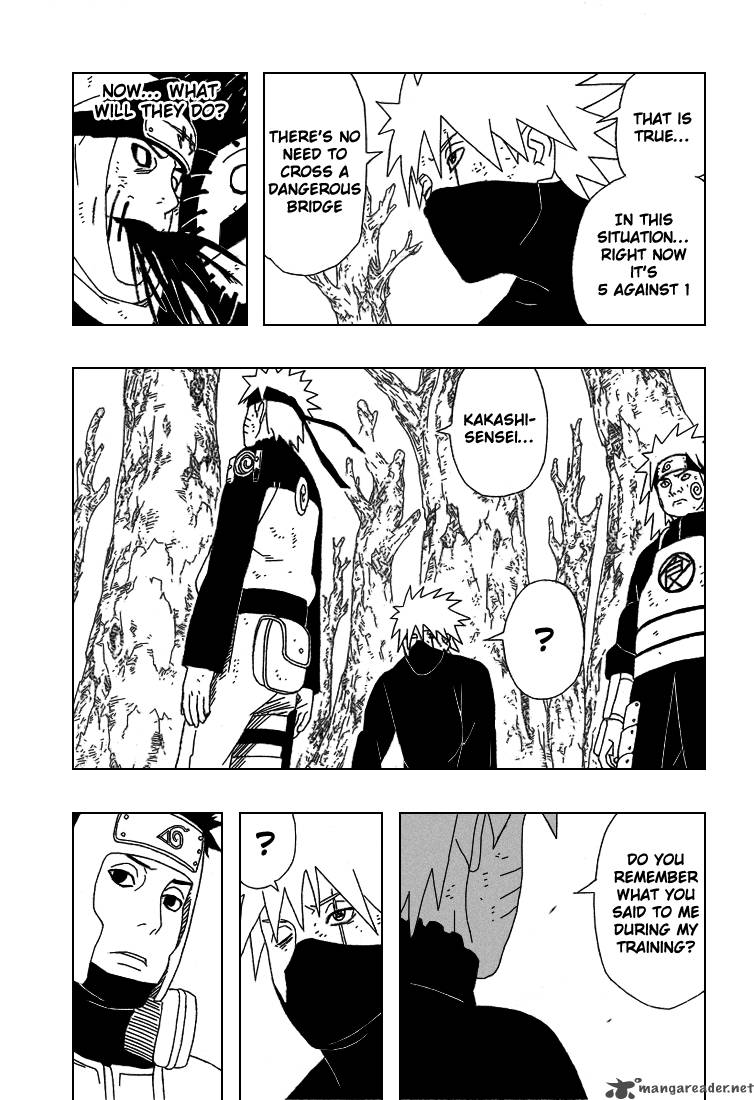 THAT IS
TRUE...
IN THIS
SITUATION...
RIGHT NOW
IT'S
5 AGAINST 1
THERE'S NO
NEED TO
CROSS A
DANGEROUS
BRIDGE
NOW... WHAT
WILL THEY DO?
KAKASHI-
SENSEI...
?
食
DO YOU
REMEMBER
WHAT YOU
SAID TO ME
DURING MY
TRAINING?
?
mangareader.net